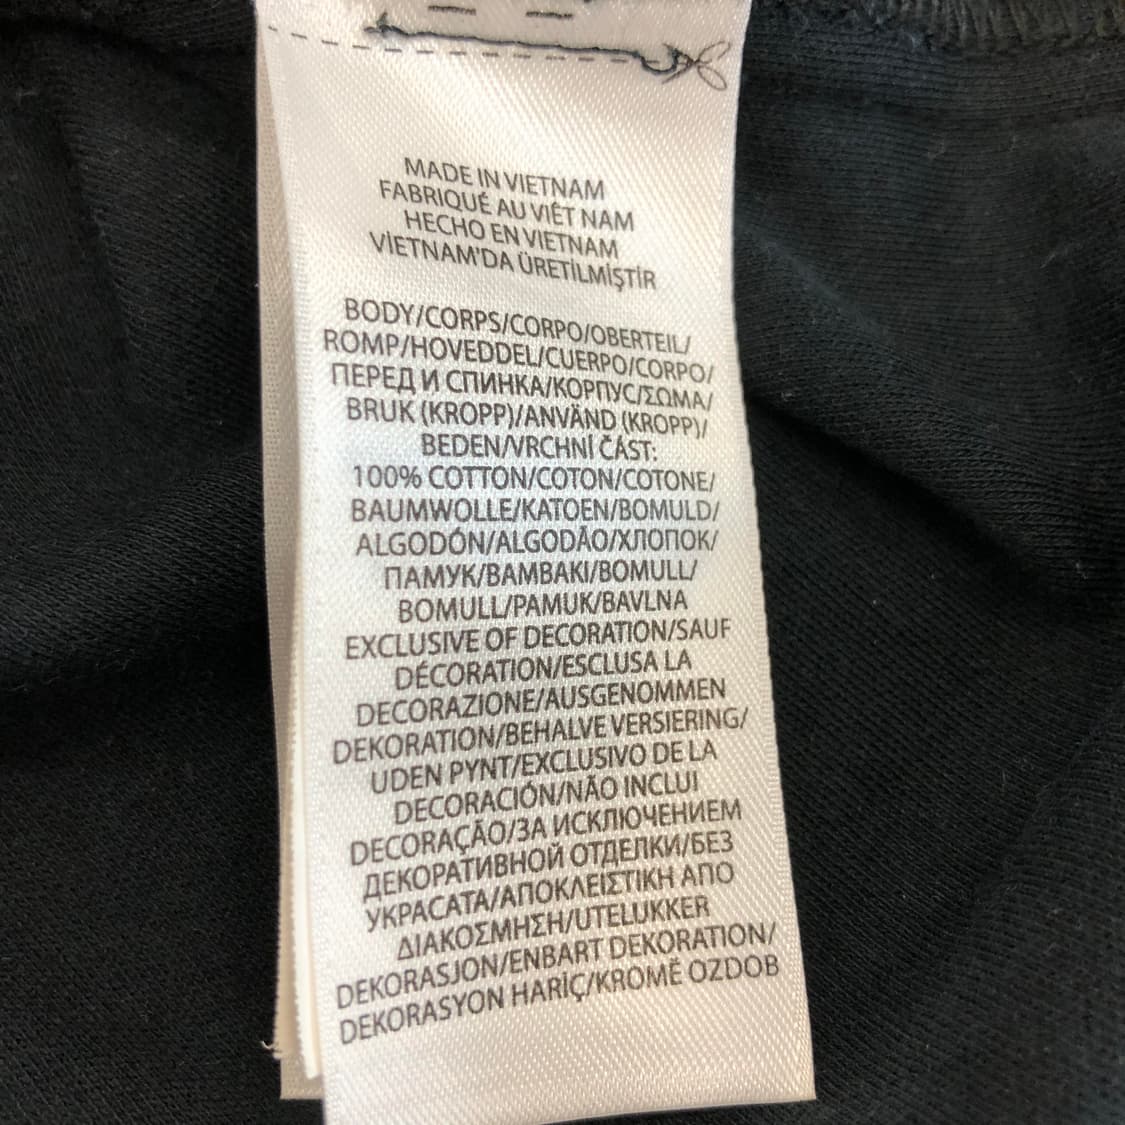 MADE IN VIETNAM
FABRIQUÉ AU VIÊT NAM
HECHO EN VIETNAM
VİETNAM'DA ÜRETİLMİŞTİR
BODY/CORPS/CORPO/OBERTEIL/
ROMP/HOVEDDEL/CUERPO/CORPO/
ПЕРЕД И СПИНКА/КОРПУС/ΣΩΜΑ/
BRUK (KROPP)/ANVÄND (KROPP)/
BEDEN/VRCHNÍ ČÁST:
100% COTTON/COTON/COTONE/
BAUMWOLLE/KATOEN/BOMULD/
ALGODÓN/ALGODÃO/ХЛОПОК/
ПАМУК/ΒΑΜΒΑΚΙ/BOMULL/
BOMULL/PAMUK/BAVLNA
EXCLUSIVE OF DECORATION/SAUF
DÉCORATION/ESCLUSA LA
DECORAZIONE/AUSGENOMMEN
DEKORATION/BEHALVE VERSIERING/
UDEN PYNT/EXCLUSIVO DE LA
DECORACIÓN/NÃO INCLUI
DECORAÇÃO/ЗА ИСКЛЮЧЕНИЕМ
ДЕКОРАТИВНОЙ ОТДЕЛКИ/БЕЗ
УКРАСАТА/ΑΠΟΚΛΕΙΣΤΙΚΗ ΑΠΟ
ΔΙΑΚΟΣΜΗΣΗ/UTELUKKER
DEKORASJON/ENBART DEKORATION/
DEKORASYON HARİÇ/KROMĚ OZDOB